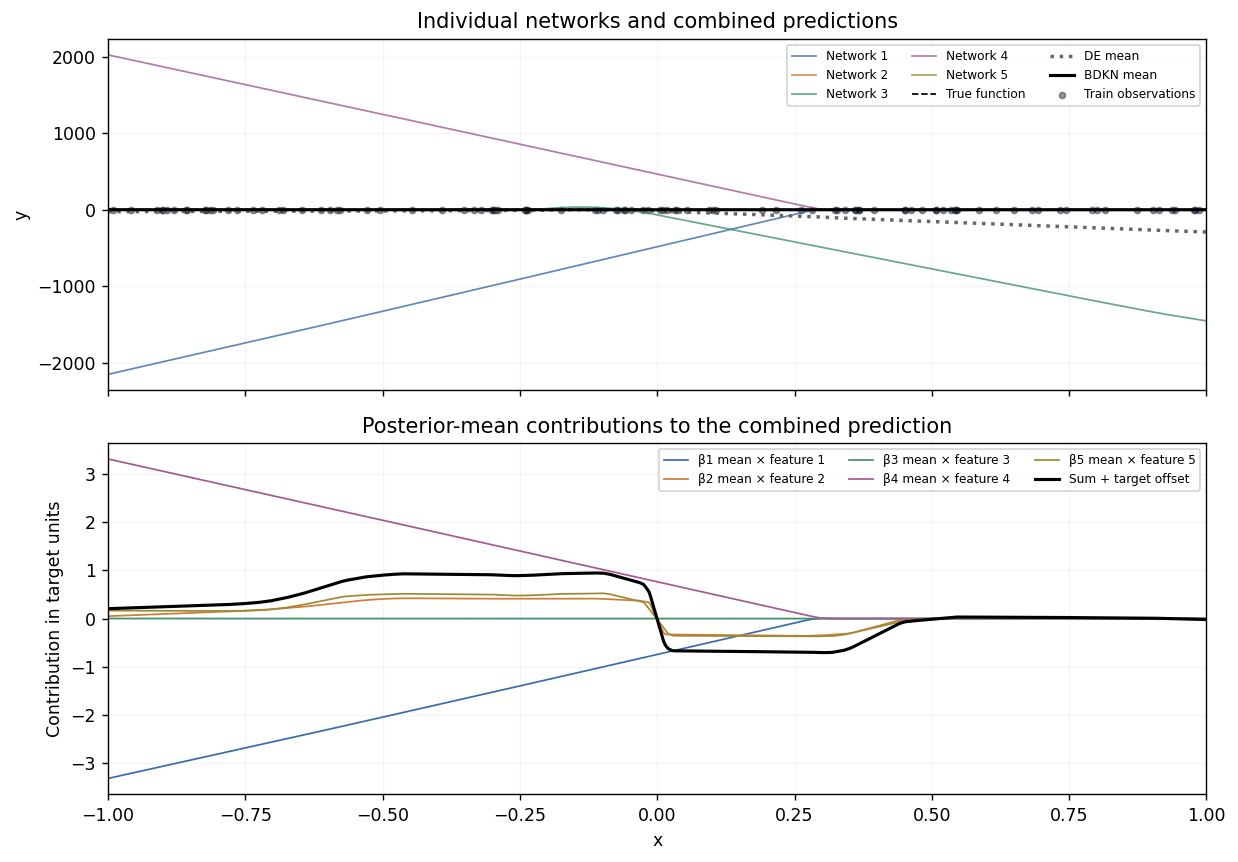 Individual networks and combined predictions
Network 1
Network 2
Network 3
Network 4
Network 5
True function
DE mean
BDKN mean
Train observations
2000
1000
0
−1000
−2000
y
Posterior-mean contributions to the combined prediction
β1 mean × feature 1
β2 mean × feature 2
β3 mean × feature 3
β4 mean × feature 4
β5 mean × feature 5
Sum + target offset
3
2
1
0
−1
−2
−3
Contribution in target units
−1.00 −0.75 −0.50 −0.25 0.00 0.25 0.50 0.75 1.00
x